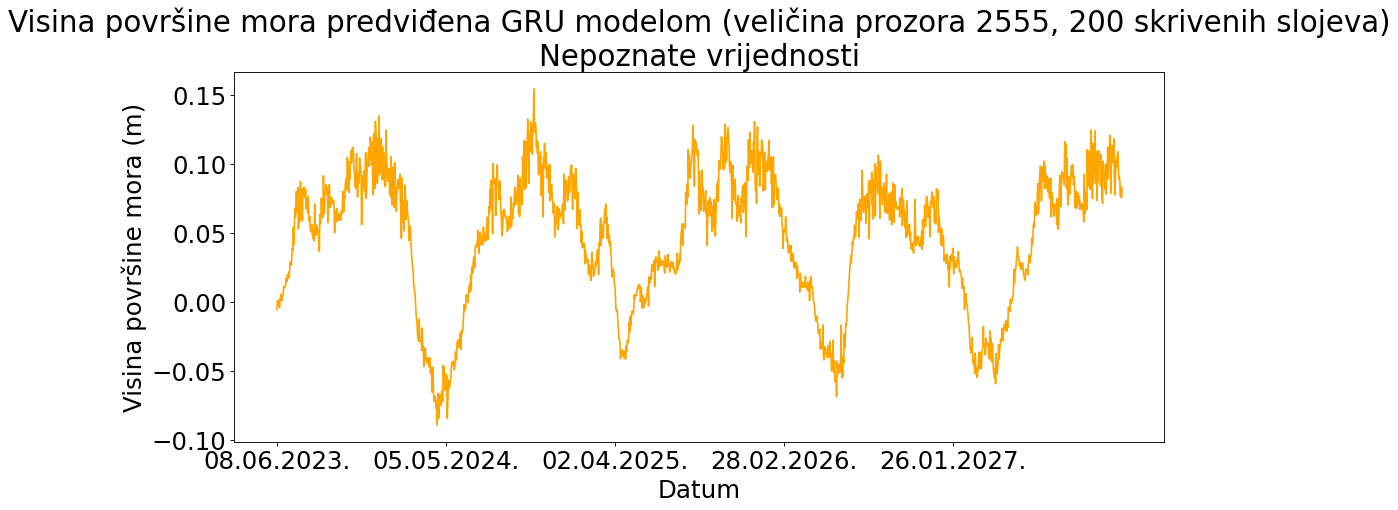 Visina površine mora predviđena GRU modelom (veličina prozora 2555, 200 skrivenih slojeva)
Nepoznate vrijednosti
Visina površine mora (m)
0.15
0.10
0.05
0.00
−0.05
−0.10
08.06.2023. 05.05.2024. 02.04.2025. 28.02.2026. 26.01.2027.
Datum